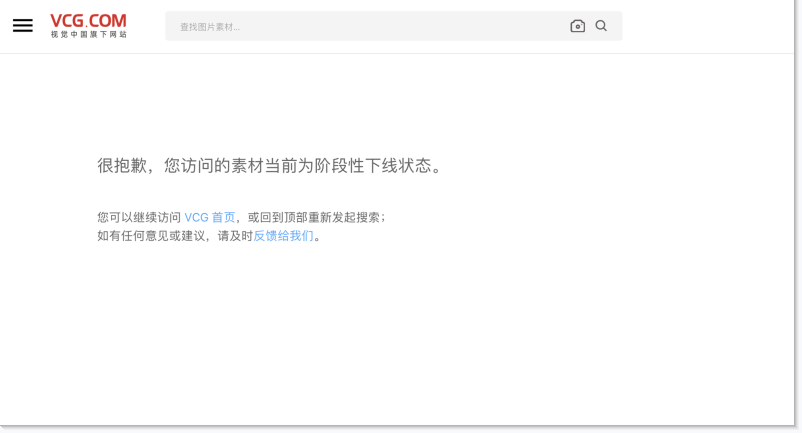 VCG.COM
视觉中国旗下网站
查找图片素材...
很抱歉，您访问的素材当前为阶段性下线状态。
您可以继续访问 VCG 首页，或回到顶部重新发起搜索；
如有任何意见或建议，请及时反馈给我们。